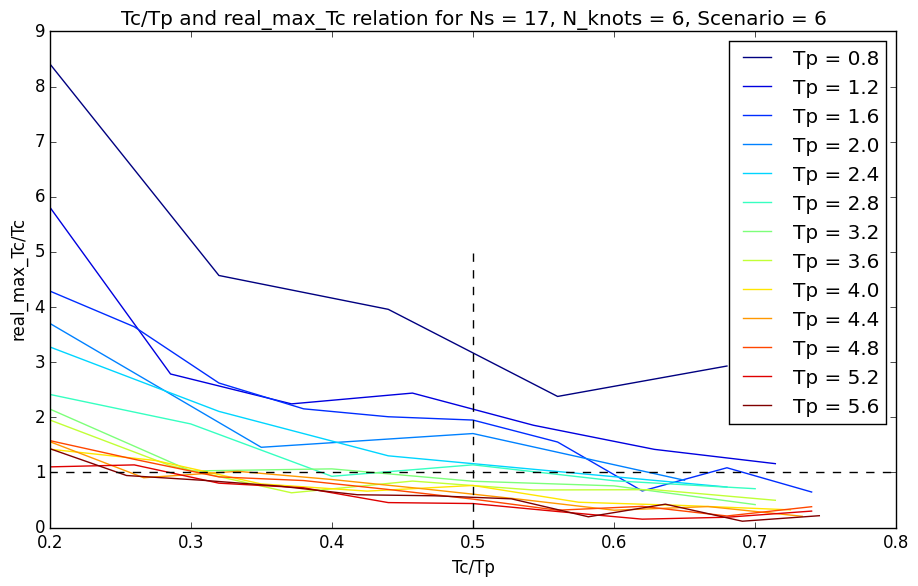 Tc/Tp and real_max_Tc relation for Ns = 17, N_knots = 6, Scenario = 6
9
8
7
6
5
4
3
2
1
0
real_max_Tc/Tc
Tp = 0.8
Tp = 1.2
Tp = 1.6
Tp = 2.0
Tp = 2.4
Tp = 2.8
Tp = 3.2
Tp = 3.6
Tp = 4.0
Tp = 4.4
Tp = 4.8
Tp = 5.2
Tp = 5.6
0.2 0.3 0.4 0.5 0.6 0.7 0.8
Tc/Tp